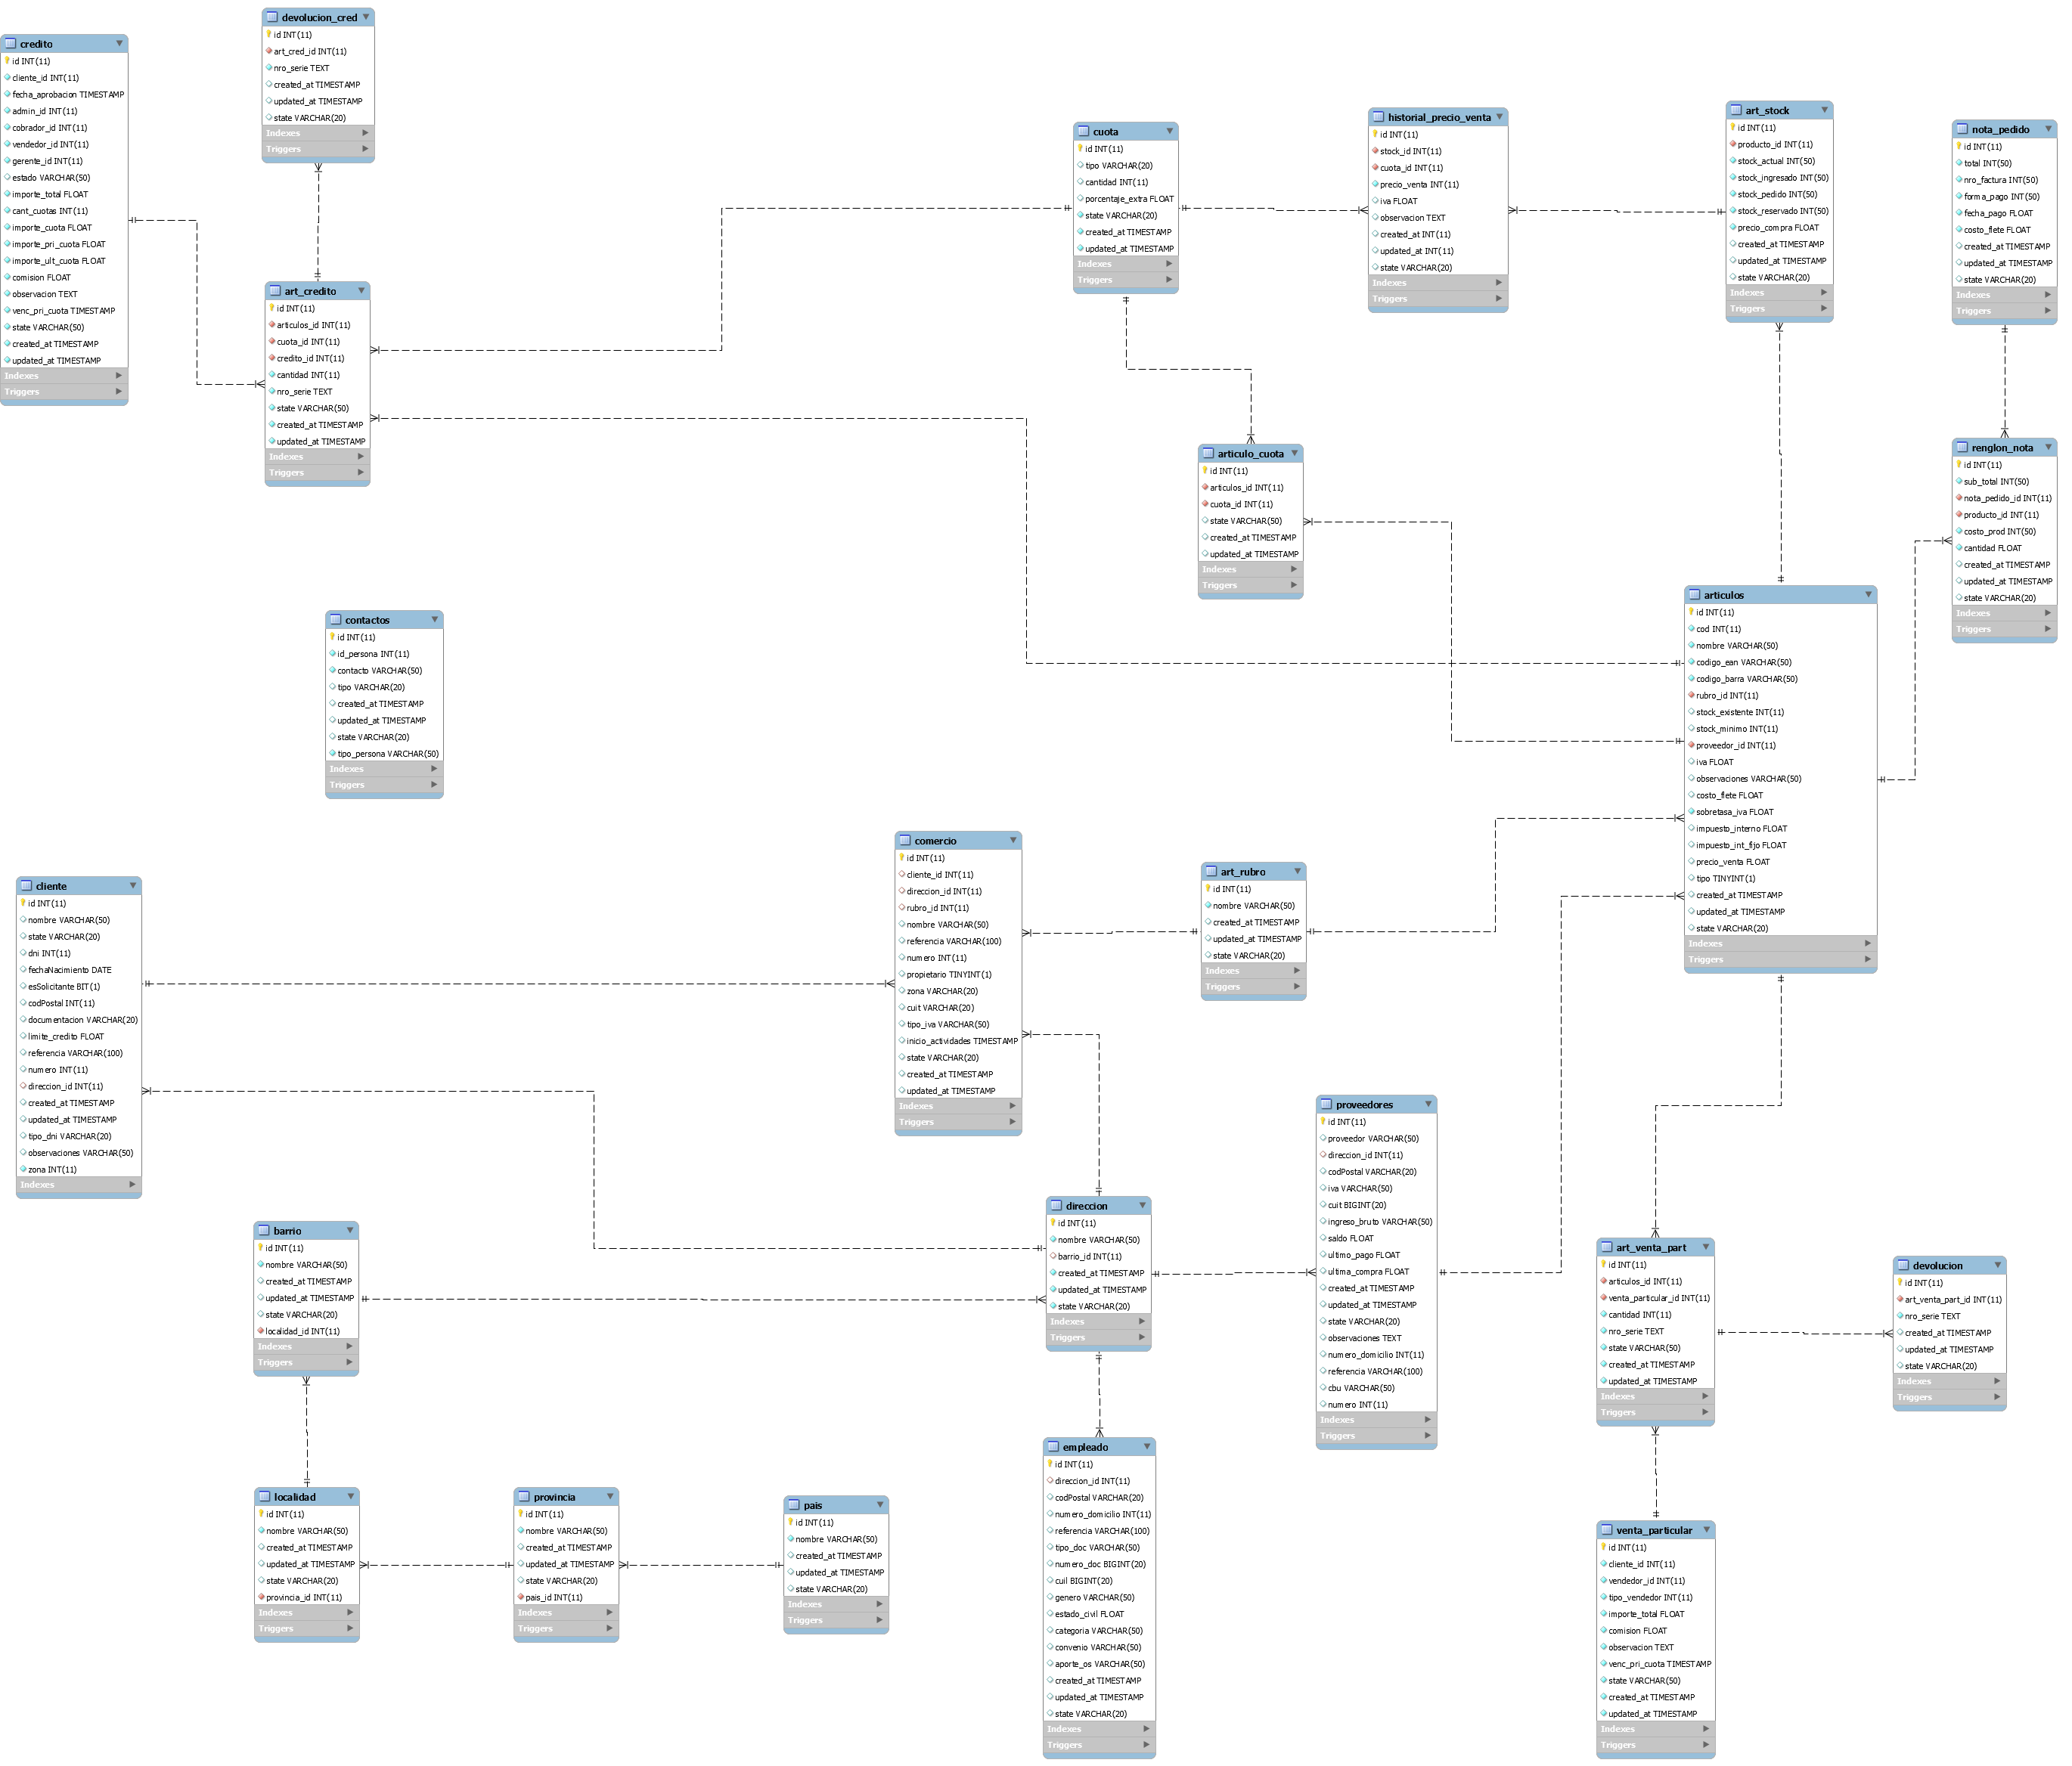 credito
id INT(11)
cliente_id INT(11)
fecha_aprobacion TIMESTAMP
admin_id INT(11)
cobrador_id INT(11)
vendedor_id INT(11)
gerente_id INT(11)
estado VARCHAR(50)
importe_total FLOAT
cant_cuotas INT(11)
importe_cuota FLOAT
importe_pri_cuota FLOAT
importe_ult_cuota FLOAT
comision FLOAT
observacion TEXT
venc_pri_cuota TIMESTAMP
state VARCHAR(50)
created_at TIMESTAMP
updated_at TIMESTAMP
Indexes
Triggers
devolucion_cred
id INT(11)
art_cred_id INT(11)
nro_serie TEXT
created_at TIMESTAMP
updated_at TIMESTAMP
state VARCHAR(20)
Indexes
Triggers
art_credito
id INT(11)
articulos_id INT(11)
cuota_id INT(11)
credito_id INT(11)
cantidad INT(11)
nro_serie TEXT
state VARCHAR(50)
created_at TIMESTAMP
updated_at TIMESTAMP
Indexes
Triggers
cuota
id INT(11)
tipo VARCHAR(20)
cantidad INT(11)
porcentaje_extra FLOAT
state VARCHAR(20)
created_at TIMESTAMP
updated_at TIMESTAMP
Indexes
Triggers
historial_precio_venta
id INT(11)
stock_id INT(11)
cuota_id INT(11)
precio_venta INT(11)
iva FLOAT
observacion TEXT
created_at INT(11)
updated_at INT(11)
state VARCHAR(20)
Indexes
Triggers
art_stock
id INT(11)
producto_id INT(11)
stock_actual INT(50)
stock_ingresado INT(50)
stock_pedido INT(50)
stock_reservado INT(50)
precio_compra FLOAT
created_at TIMESTAMP
updated_at TIMESTAMP
state VARCHAR(20)
Indexes
Triggers
nota_pedido
id INT(11)
total INT(50)
nro_factura INT(50)
forma_pago INT(50)
fecha_pago FLOAT
costo_flete FLOAT
created_at TIMESTAMP
updated_at TIMESTAMP
state VARCHAR(20)
Indexes
Triggers
articulo_cuota
id INT(11)
articulos_id INT(11)
cuota_id INT(11)
state VARCHAR(50)
created_at TIMESTAMP
updated_at TIMESTAMP
Indexes
Triggers
renglon_nota
id INT(11)
sub_total INT(50)
nota_pedido_id INT(11)
producto_id INT(11)
costo_prod INT(50)
cantidad FLOAT
created_at TIMESTAMP
updated_at TIMESTAMP
state VARCHAR(20)
Indexes
Triggers
contactos
id INT(11)
id_persona INT(11)
contacto VARCHAR(50)
tipo VARCHAR(20)
created_at TIMESTAMP
updated_at TIMESTAMP
state VARCHAR(20)
tipo_persona VARCHAR(50)
Indexes
Triggers
articulos
id INT(11)
cod INT(11)
nombre VARCHAR(50)
codigo_ean VARCHAR(50)
codigo_barra VARCHAR(50)
rubro_id INT(11)
stock_existente INT(11)
stock_minimo INT(11)
proveedor_id INT(11)
iva FLOAT
observaciones VARCHAR(50)
costo_flete FLOAT
sobretasa_iva FLOAT
impuesto_interno FLOAT
impuesto_int_fijo FLOAT
precio_venta FLOAT
tipo TINYINT(1)
created_at TIMESTAMP
updated_at TIMESTAMP
state VARCHAR(20)
Indexes
Triggers
comercio
id INT(11)
cliente_id INT(11)
direccion_id INT(11)
rubro_id INT(11)
nombre VARCHAR(50)
referencia VARCHAR(100)
numero INT(11)
propietario TINYINT(1)
zona VARCHAR(20)
cuit VARCHAR(20)
tipo_iva VARCHAR(50)
inicio_actividades TIMESTAMP
state VARCHAR(20)
created_at TIMESTAMP
updated_at TIMESTAMP
Indexes
Triggers
art_rubro
id INT(11)
nombre VARCHAR(50)
created_at TIMESTAMP
updated_at TIMESTAMP
state VARCHAR(20)
Indexes
Triggers
cliente
id INT(11)
nombre VARCHAR(50)
state VARCHAR(20)
dni INT(11)
fechaNacimiento DATE
esSolicitante BIT(1)
codPostal INT(11)
documentacion VARCHAR(20)
limite_credito FLOAT
referencia VARCHAR(100)
numero INT(11)
direccion_id INT(11)
created_at TIMESTAMP
updated_at TIMESTAMP
tipo_dni VARCHAR(20)
observaciones VARCHAR(50)
zona INT(11)
Indexes
proveedores
id INT(11)
proveedor VARCHAR(50)
direccion_id INT(11)
codPostal VARCHAR(20)
iva VARCHAR(50)
cuit BIGINT(20)
ingreso_bruto VARCHAR(50)
saldo FLOAT
ultimo_pago FLOAT
ultima_compra FLOAT
created_at TIMESTAMP
updated_at TIMESTAMP
state VARCHAR(20)
observaciones TEXT
numero_domicilio INT(11)
referencia VARCHAR(100)
cbu VARCHAR(50)
numero INT(11)
Indexes
Triggers
direccion
id INT(11)
nombre VARCHAR(50)
barrio_id INT(11)
created_at TIMESTAMP
updated_at TIMESTAMP
state VARCHAR(20)
Indexes
Triggers
barrio
id INT(11)
nombre VARCHAR(50)
created_at TIMESTAMP
updated_at TIMESTAMP
state VARCHAR(20)
localidad_id INT(11)
Indexes
Triggers
art_venta_part
id INT(11)
articulos_id INT(11)
venta_particular_id INT(11)
cantidad INT(11)
nro_serie TEXT
state VARCHAR(50)
created_at TIMESTAMP
updated_at TIMESTAMP
Indexes
Triggers
devolucion
id INT(11)
art_venta_part_id INT(11)
nro_serie TEXT
created_at TIMESTAMP
updated_at TIMESTAMP
state VARCHAR(20)
Indexes
Triggers
empleado
id INT(11)
direccion_id INT(11)
codPostal VARCHAR(20)
numero_domicilio INT(11)
referencia VARCHAR(100)
tipo_doc VARCHAR(50)
numero_doc BIGINT(20)
cuil BIGINT(20)
genero VARCHAR(50)
estado_civil FLOAT
categoria VARCHAR(50)
convenio VARCHAR(50)
aporte_os VARCHAR(50)
created_at TIMESTAMP
updated_at TIMESTAMP
state VARCHAR(20)
Indexes
Triggers
localidad
id INT(11)
nombre VARCHAR(50)
created_at TIMESTAMP
updated_at TIMESTAMP
state VARCHAR(20)
provincia_id INT(11)
Indexes
Triggers
provincia
id INT(11)
nombre VARCHAR(50)
created_at TIMESTAMP
updated_at TIMESTAMP
state VARCHAR(20)
pais_id INT(11)
Indexes
Triggers
pais
id INT(11)
nombre VARCHAR(50)
created_at TIMESTAMP
updated_at TIMESTAMP
state VARCHAR(20)
Indexes
Triggers
venta_particular
id INT(11)
cliente_id INT(11)
vendedor_id INT(11)
tipo_vendedor INT(11)
importe_total FLOAT
comision FLOAT
observacion TEXT
venc_pri_cuota TIMESTAMP
state VARCHAR(50)
created_at TIMESTAMP
updated_at TIMESTAMP
Indexes
Triggers